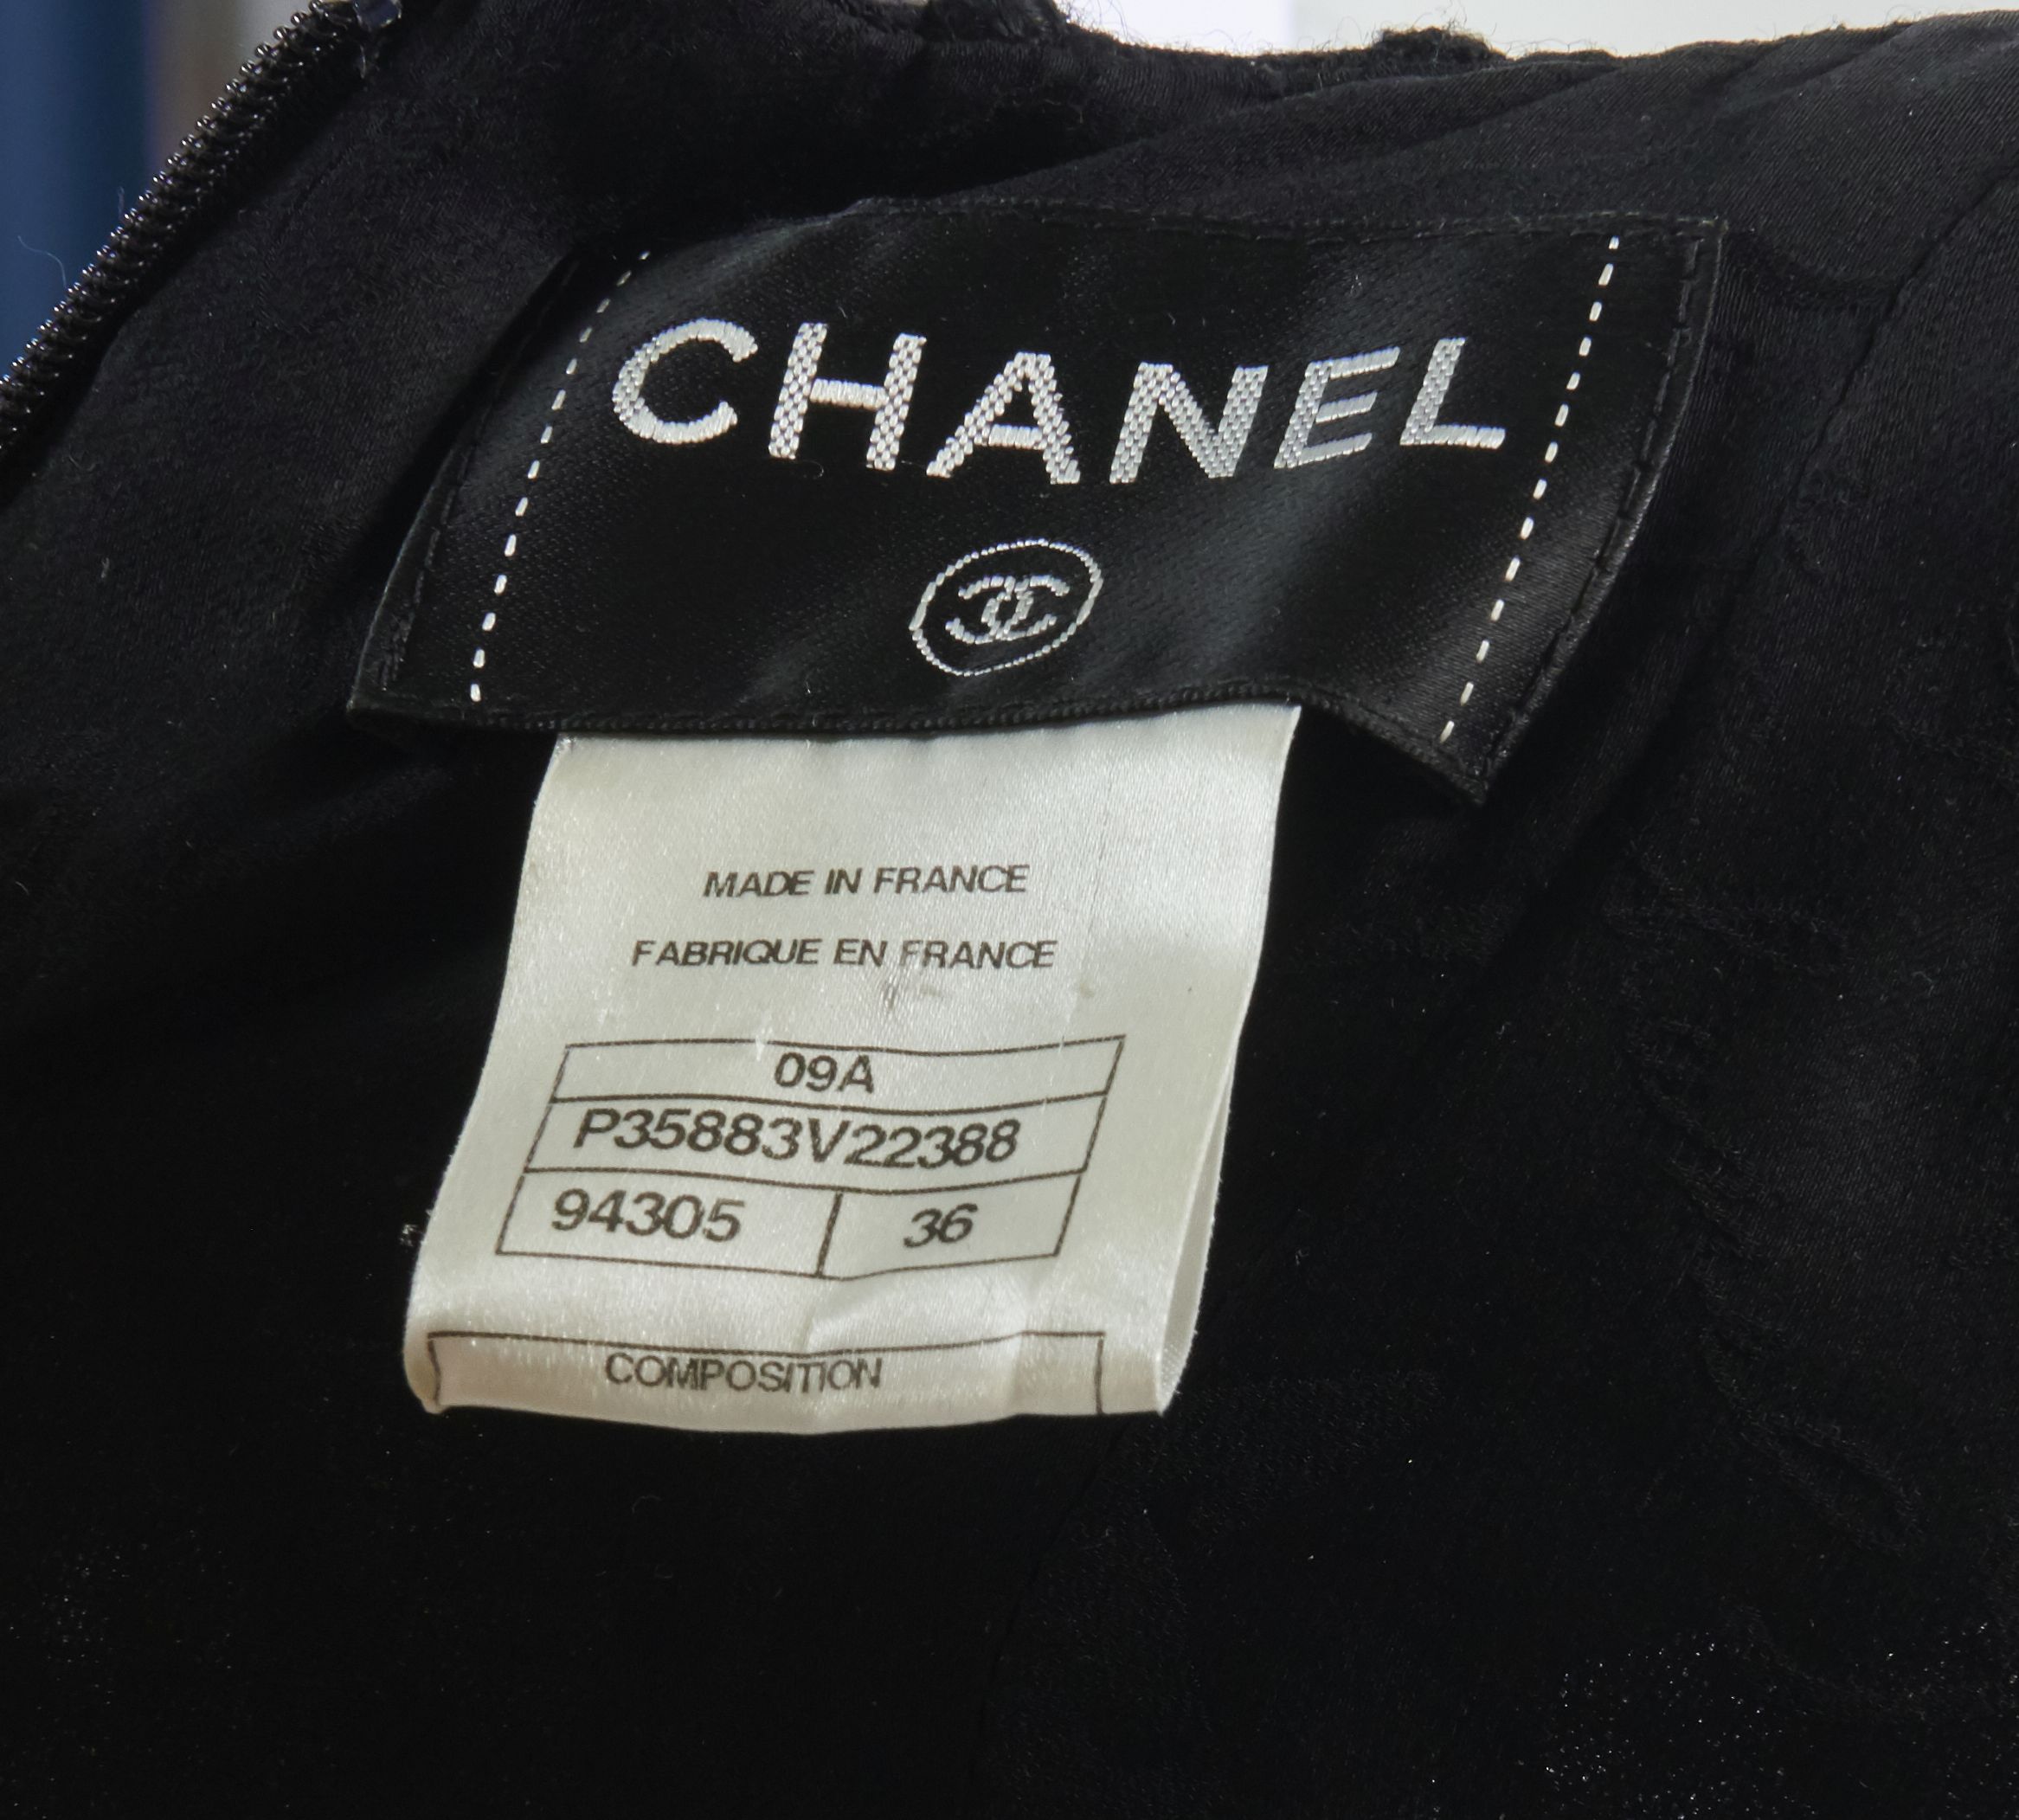 CHANEL
MADE IN FRANCE
FABRIQUE EN FRANCE
09A
P35883V22388
94305 36
COMPOSITION